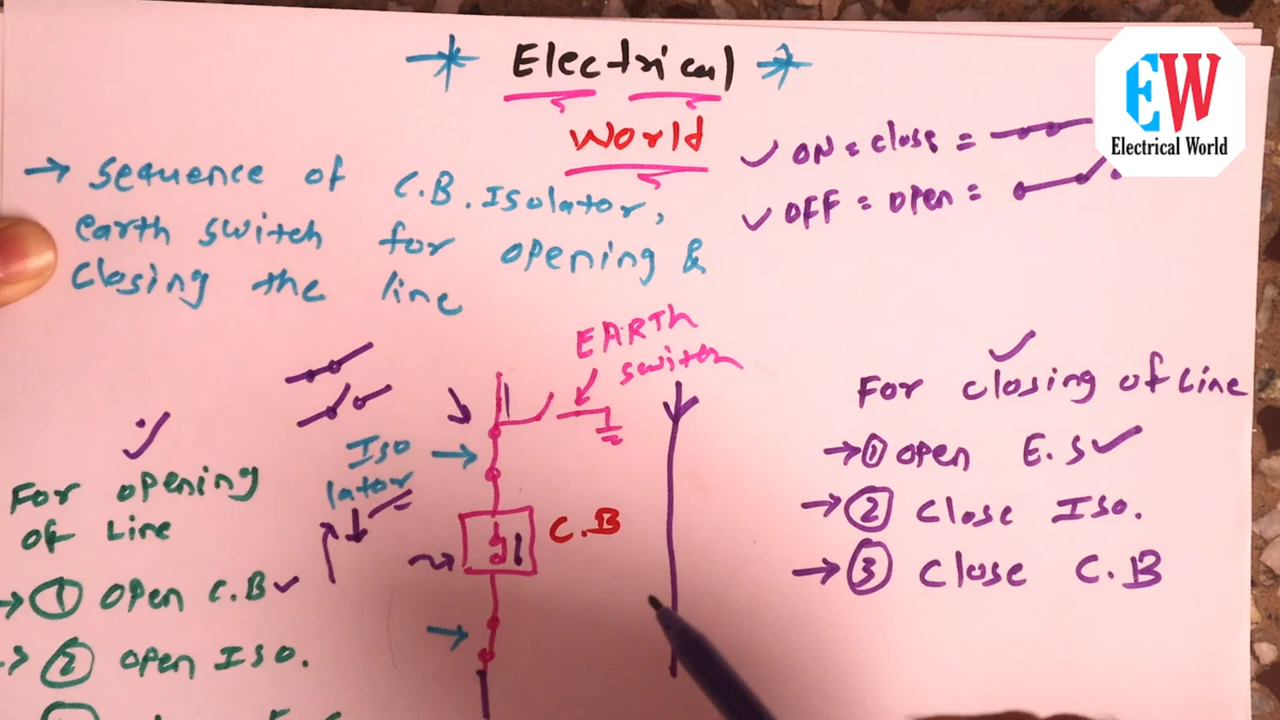 Electrical
World
→ Sequence of C.B. Isolator,
earth switch for opening &
closing the line
✓ ON = close =
✓ OFF = open =
EW
Electrical World
EARTH
switch
Iso
lator
C.B
For opening
of Line
→ ① open C.B ✓
→ ② open Iso.
For closing of Line
→ ① open E.S ✓
→ ② close Iso.
→ ③ close C.B